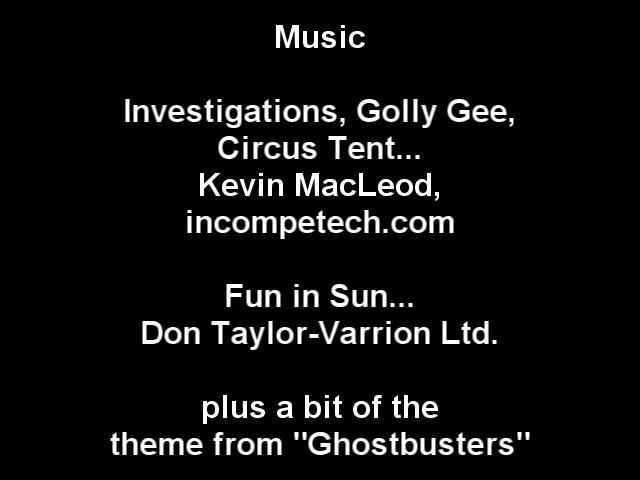 Music
Investigations, Golly Gee,
Circus Tent...
Kevin MacLeod,
incompetech.com
Fun in Sun...
Don Taylor-Varrion Ltd.
plus a bit of the
theme from "Ghostbusters"